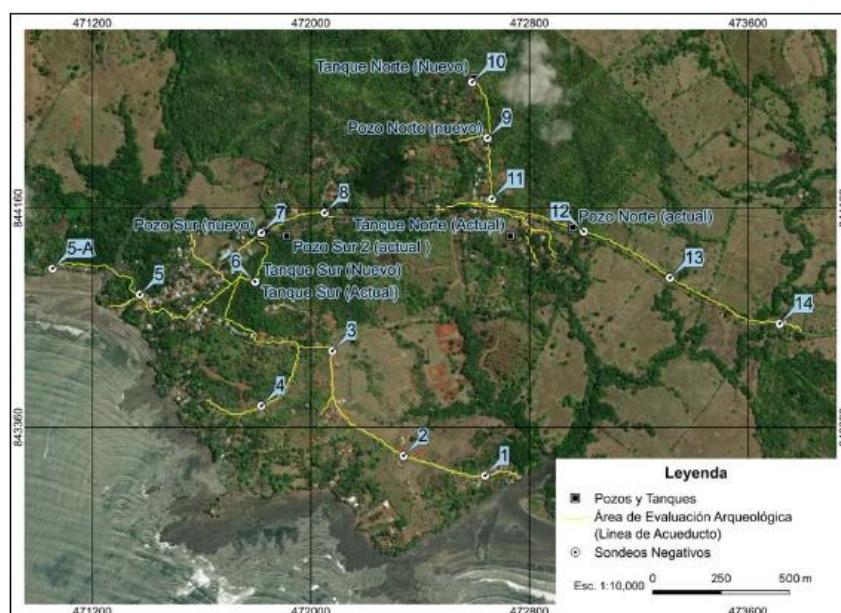 471200
472000
472800
473600
Tanque Norte (Nuevo)
10
Pozo Norte (nuevo)
9
11
844160
844160
8
12
Pozo Sur (nuevo)
7
Tanque Norte (Actual)
Pozo Norte (actual)
Pozo Sur 2 (actual )
5-A
6
Tanque Sur (Nuevo)
13
5
Tanque Sur (Actual)
14
3
4
843360
2
1
Leyenda
Pozos y Tanques
Área de Evaluación Arqueológica
(Linea de Acueducto)
Sondeos Negativos
Esc. 1:10,000
0
250
500 m
471200
472000
472800
473600